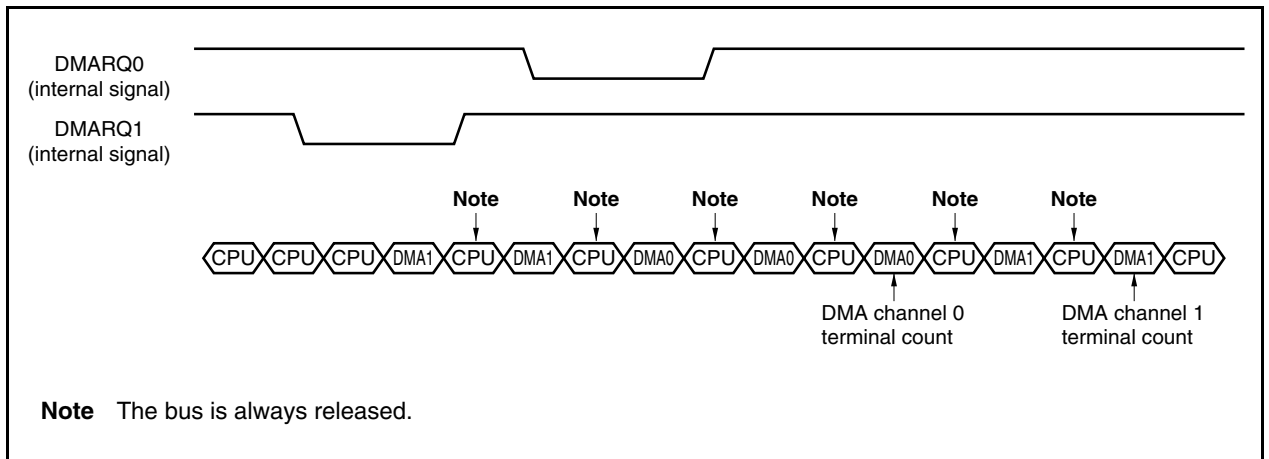 DMARQ0
(internal signal)
DMARQ1
(internal signal)
Note Note Note Note Note Note
CPU CPU CPU DMA1 CPU DMA1 CPU DMA0 CPU DMA0 CPU DMA0 CPU DMA1 CPU DMA1 CPU
DMA channel 0
terminal count
DMA channel 1
terminal count
Note The bus is always released.